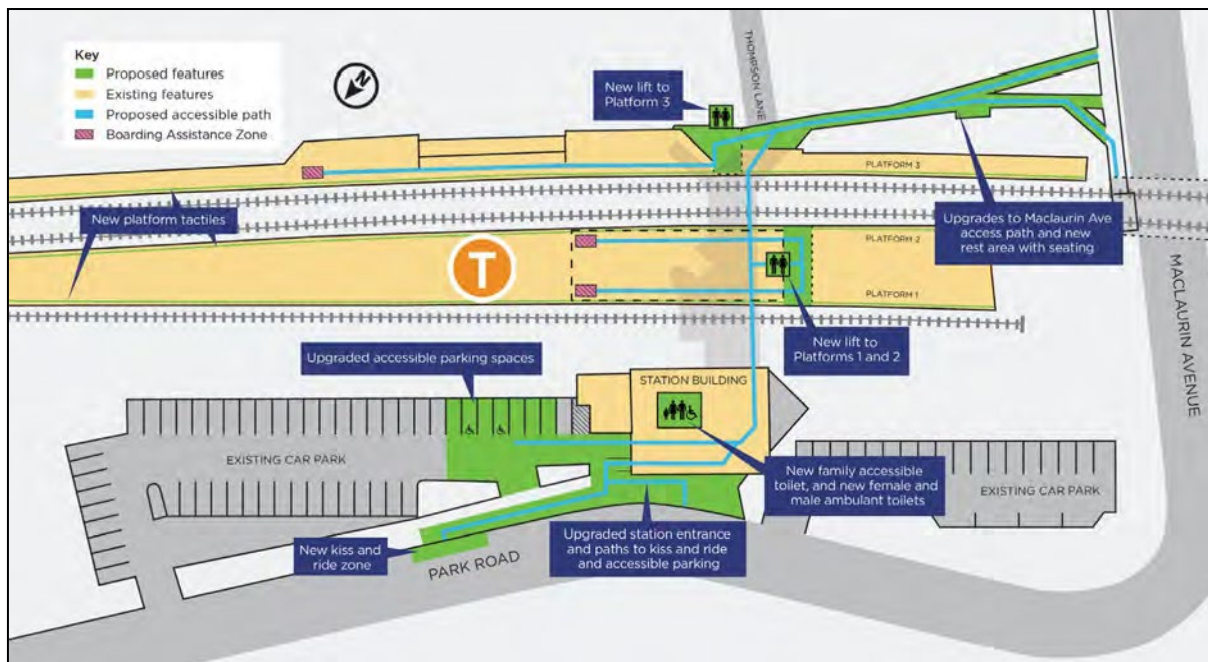 Key
Proposed features
Existing features
Proposed accessible path
Boarding Assistance Zone
N
THOMPSON LANE
New lift to
Platform 3
PLATFORM 3
New platform tactiles
T
PLATFORM 2
PLATFORM 1
Upgrades to Maclaurin Ave
access path and new
rest area with seating
MACLAURIN AVENUE
New lift to
Platforms 1 and 2
Upgraded accessible parking spaces
STATION BUILDING
EXISTING CAR PARK
New family accessible
toilet, and new female and
male ambulant toilets
EXISTING CAR PARK
New kiss and
ride zone
PARK ROAD
Upgraded station entrance
and paths to kiss and ride
and accessible parking